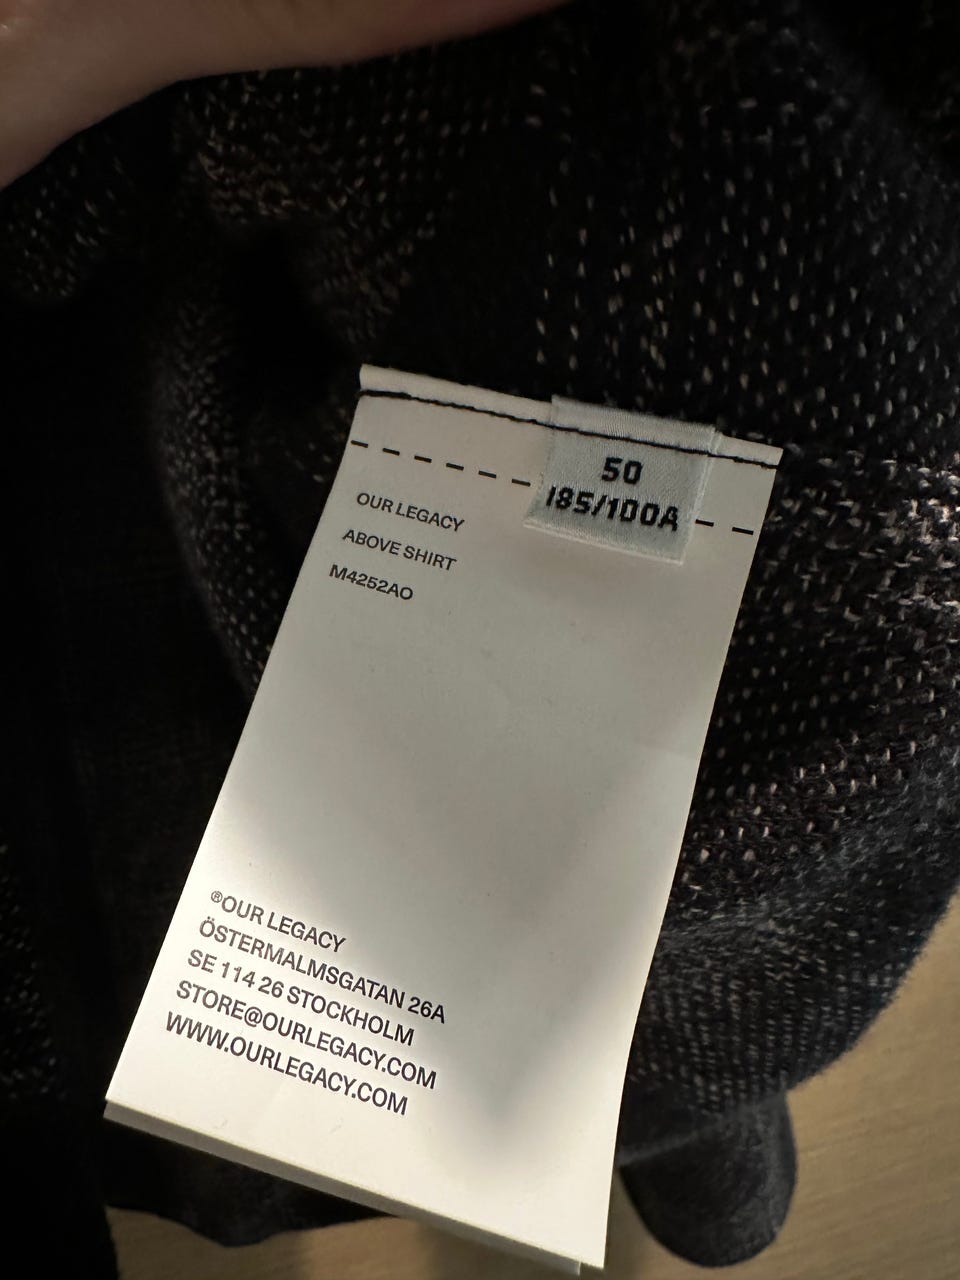 50
185/100A
OUR LEGACY
ABOVE SHIRT
M4252AO
®OUR LEGACY
ÖSTERMALMSGATAN 26A
SE 114 26 STOCKHOLM
STORE@OURLEGACY.COM
WWW.OURLEGACY.COM